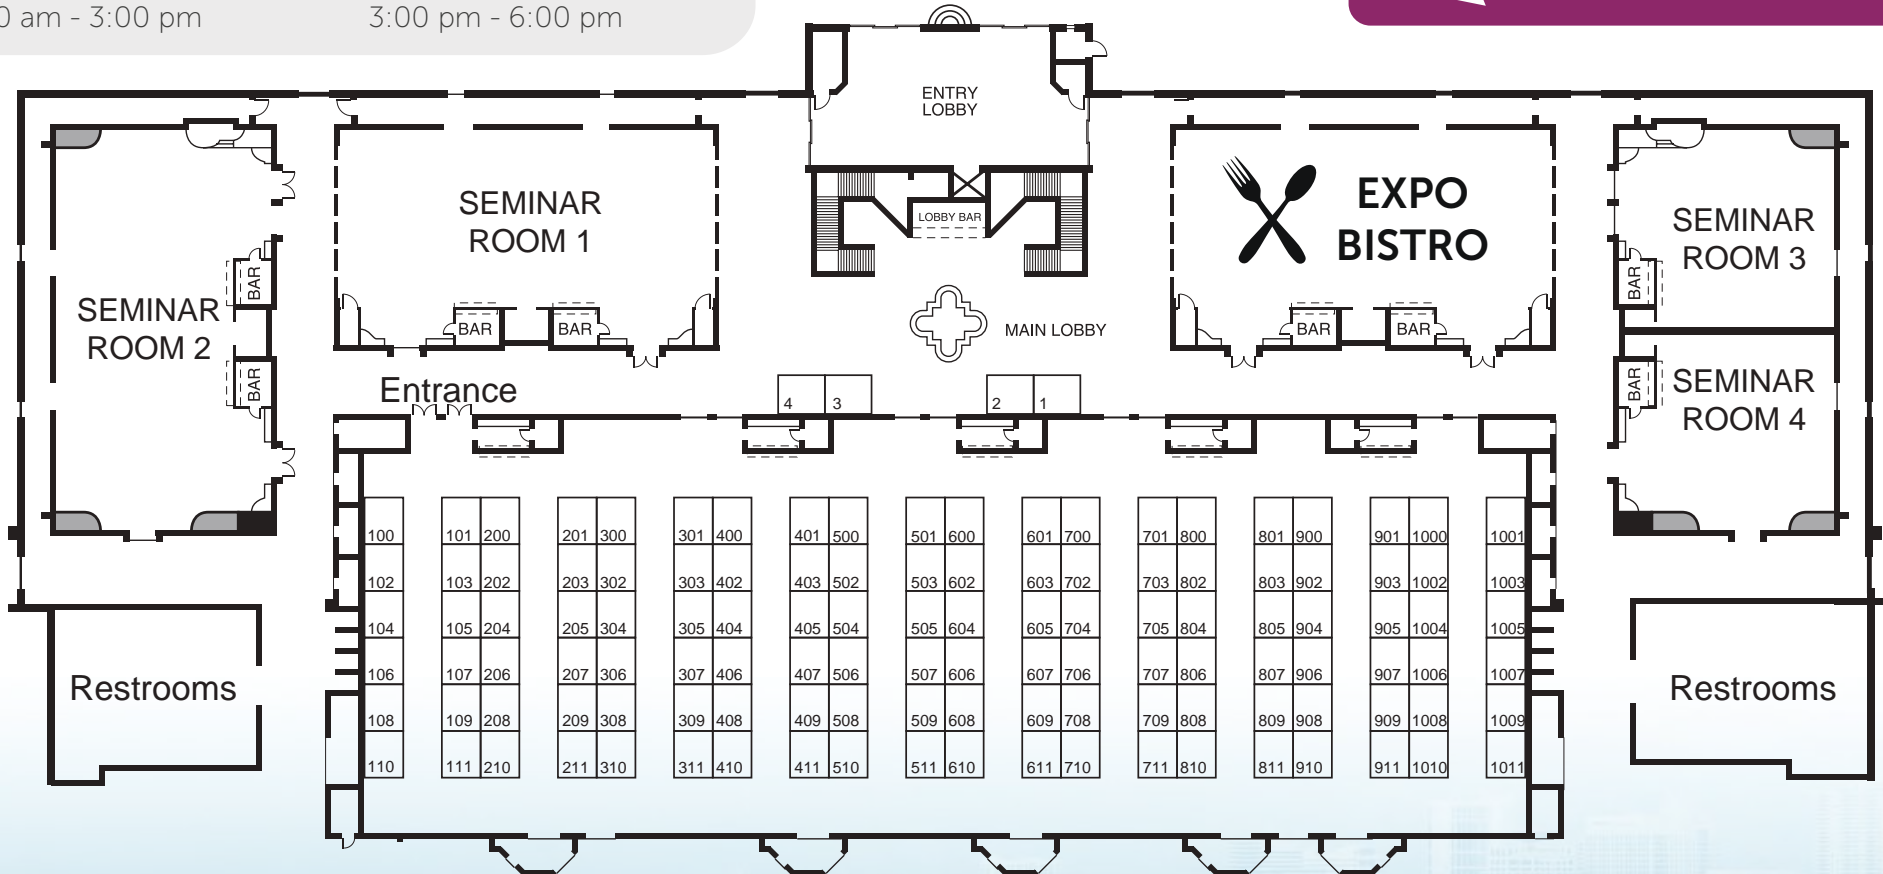 0 am - 3:00 pm
3:00 pm - 6:00 pm
ENTRY
LOBBY
LOBBY BAR
MAIN LOBBY
SEMINAR
ROOM 1
BAR
BAR
SEMINAR
ROOM 2
BAR
BAR
EXPO
BISTRO
BAR
BAR
SEMINAR
ROOM 3
BAR
SEMINAR
ROOM 4
BAR
Entrance
4 3 2 1
100 101 200 201 300 301 400 401 500 501 600 601 700 701 800 801 900 901 1000 1001
102 103 202 203 302 303 402 403 502 503 602 603 702 703 802 803 902 903 1002 1003
104 105 204 205 304 305 404 405 504 505 604 605 704 705 804 805 904 905 1004 1005
106 107 206 207 306 307 406 407 506 507 606 607 706 707 806 807 906 907 1006 1007
108 109 208 209 308 309 408 409 508 509 608 609 708 709 808 809 908 909 1008 1009
110 111 210 211 310 311 410 411 510 511 610 611 710 711 810 811 910 911 1010 1011
Restrooms
Restrooms